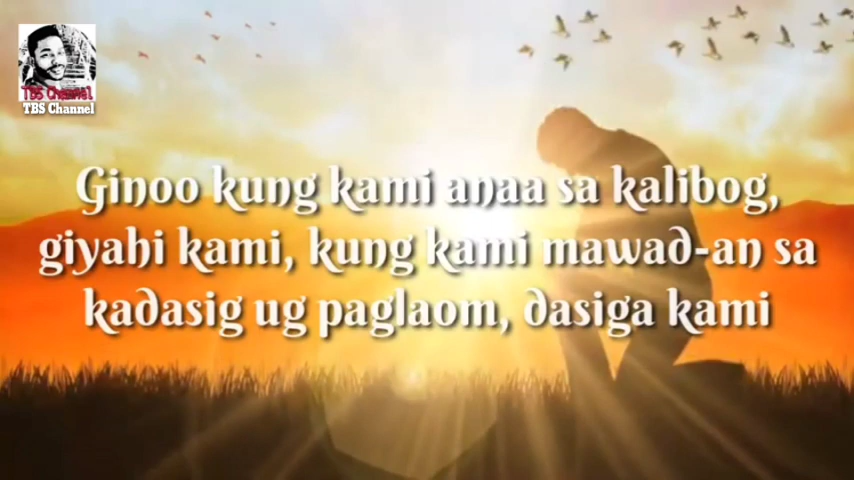 TBS Channel
TBS Channel
Ginoo kung kami anaa sa kalibog,
giyahi kami, kung kami mawad-an sa
kadasig ug paglaom, dasiga kami